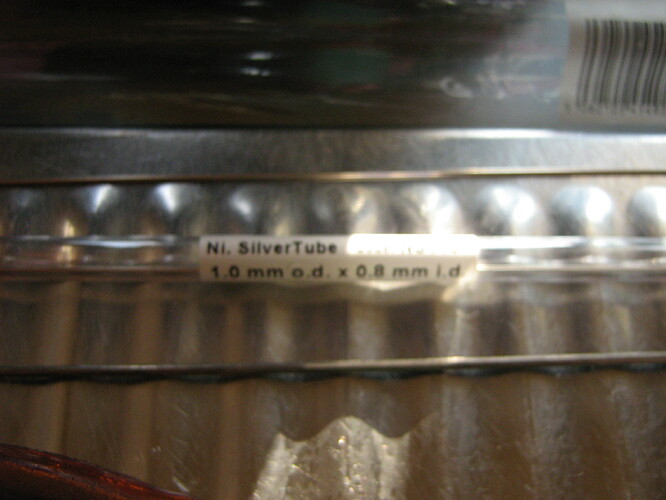 Ni. SilverTube
1.0 mm o.d. x 0.8 mm i.d